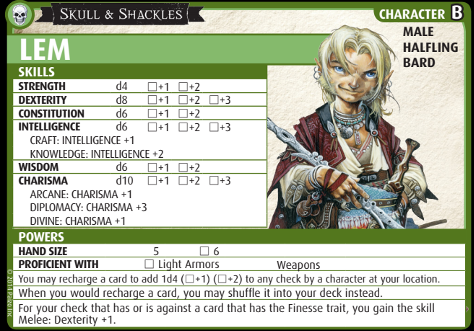 SKULL & SHACKLES
CHARACTER B
LEM
MALE
HALFLING
BARD
SKILLS
STRENGTH d4 ☐+1 ☐+2
DEXTERITY d8 ☐+1 ☐+2 ☐+3
CONSTITUTION d6 ☐+1 ☐+2
INTELLIGENCE d6 ☐+1 ☐+2 ☐+3
CRAFT: INTELLIGENCE +1
KNOWLEDGE: INTELLIGENCE +2
WISDOM d6 ☐+1 ☐+2
CHARISMA d10 ☐+1 ☐+2 ☐+3
ARCANE: CHARISMA +1
DIPLOMACY: CHARISMA +3
DIVINE: CHARISMA +1
POWERS
HAND SIZE 5 ☐ 6
PROFICIENT WITH ☐ Light Armors Weapons
You may recharge a card to add 1d4 (☐+1) (☐+2) to any check by a character at your location.
When you would recharge a card, you may shuffle it into your deck instead.
For your check that has or is against a card that has the Finesse trait, you gain the skill
Melee: Dexterity +1.